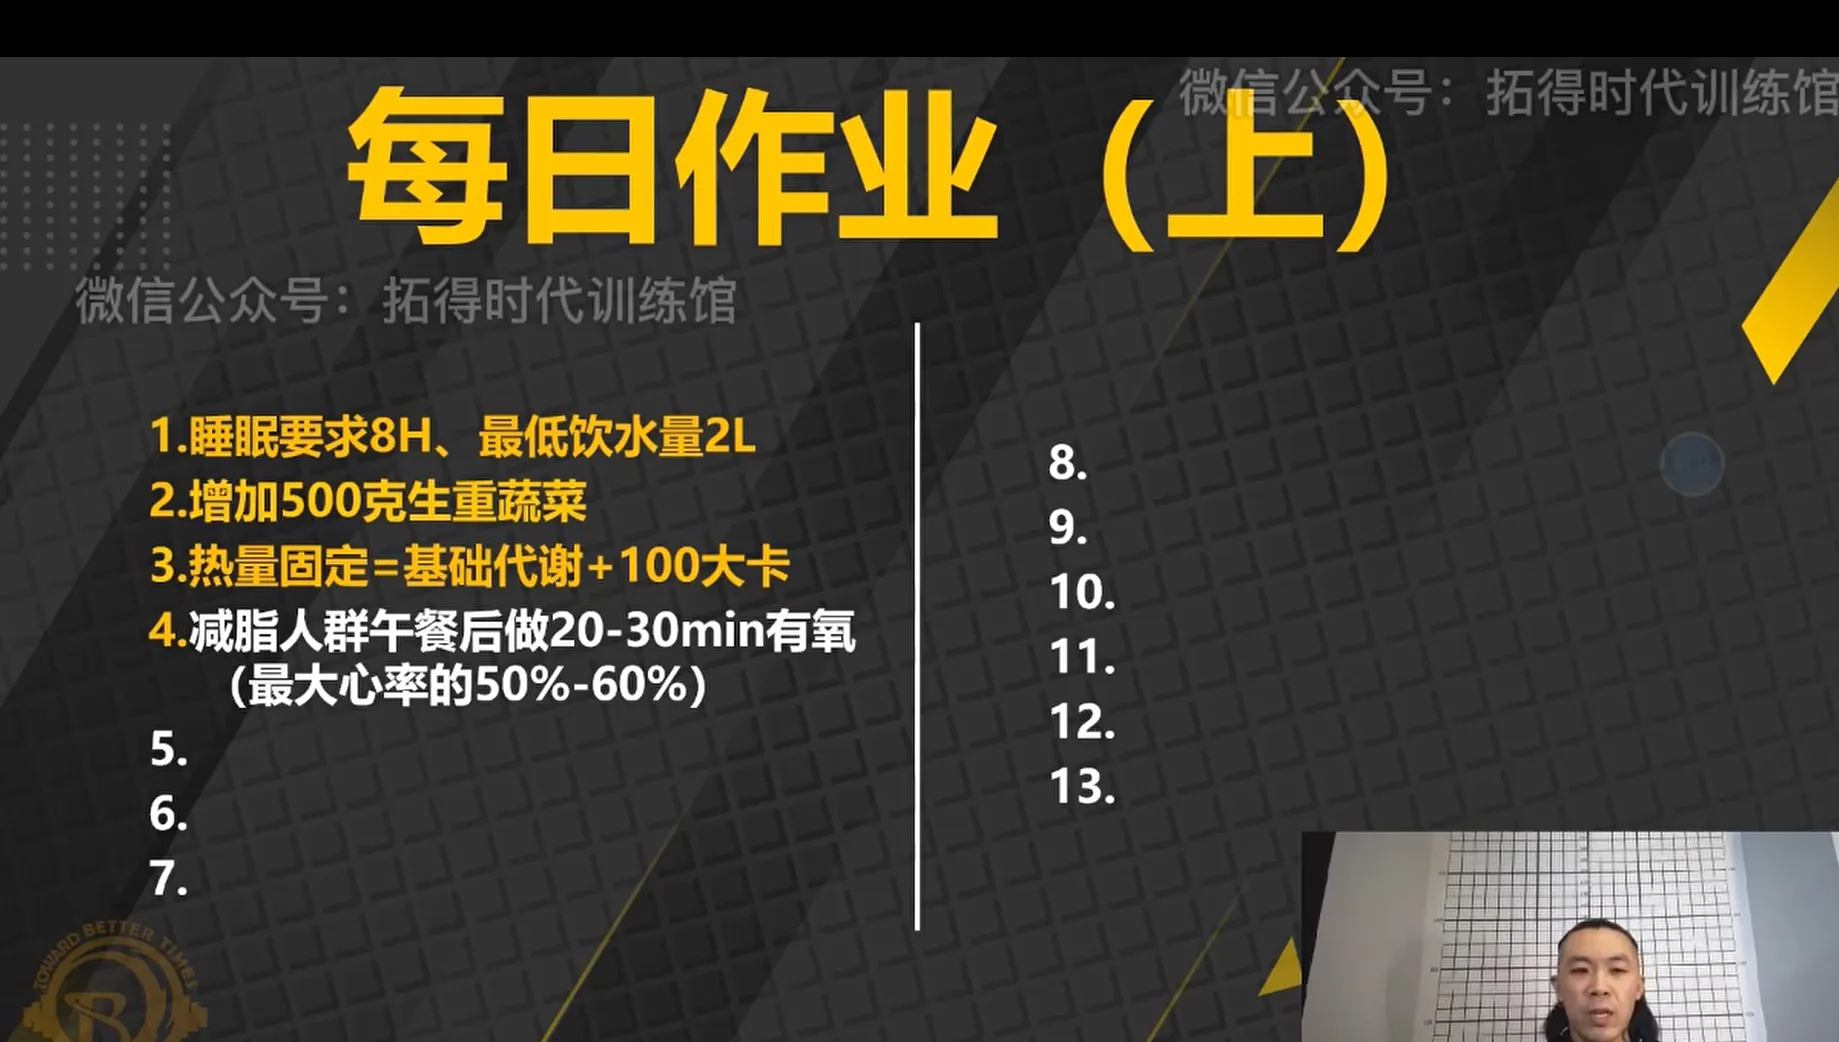 微信公众号：拓得时代训练馆
每日作业（上）
微信公众号：拓得时代训练馆
1.睡眠要求8H、最低饮水量2L
2.增加500克生重蔬菜
3.热量固定=基础代谢+100大卡
4.减脂人群午餐后做20-30min有氧
(最大心率的50%-60%)
5.
6.
7.
8.
9.
10.
11.
12.
13.
TOWARD BETTER TIMES
B